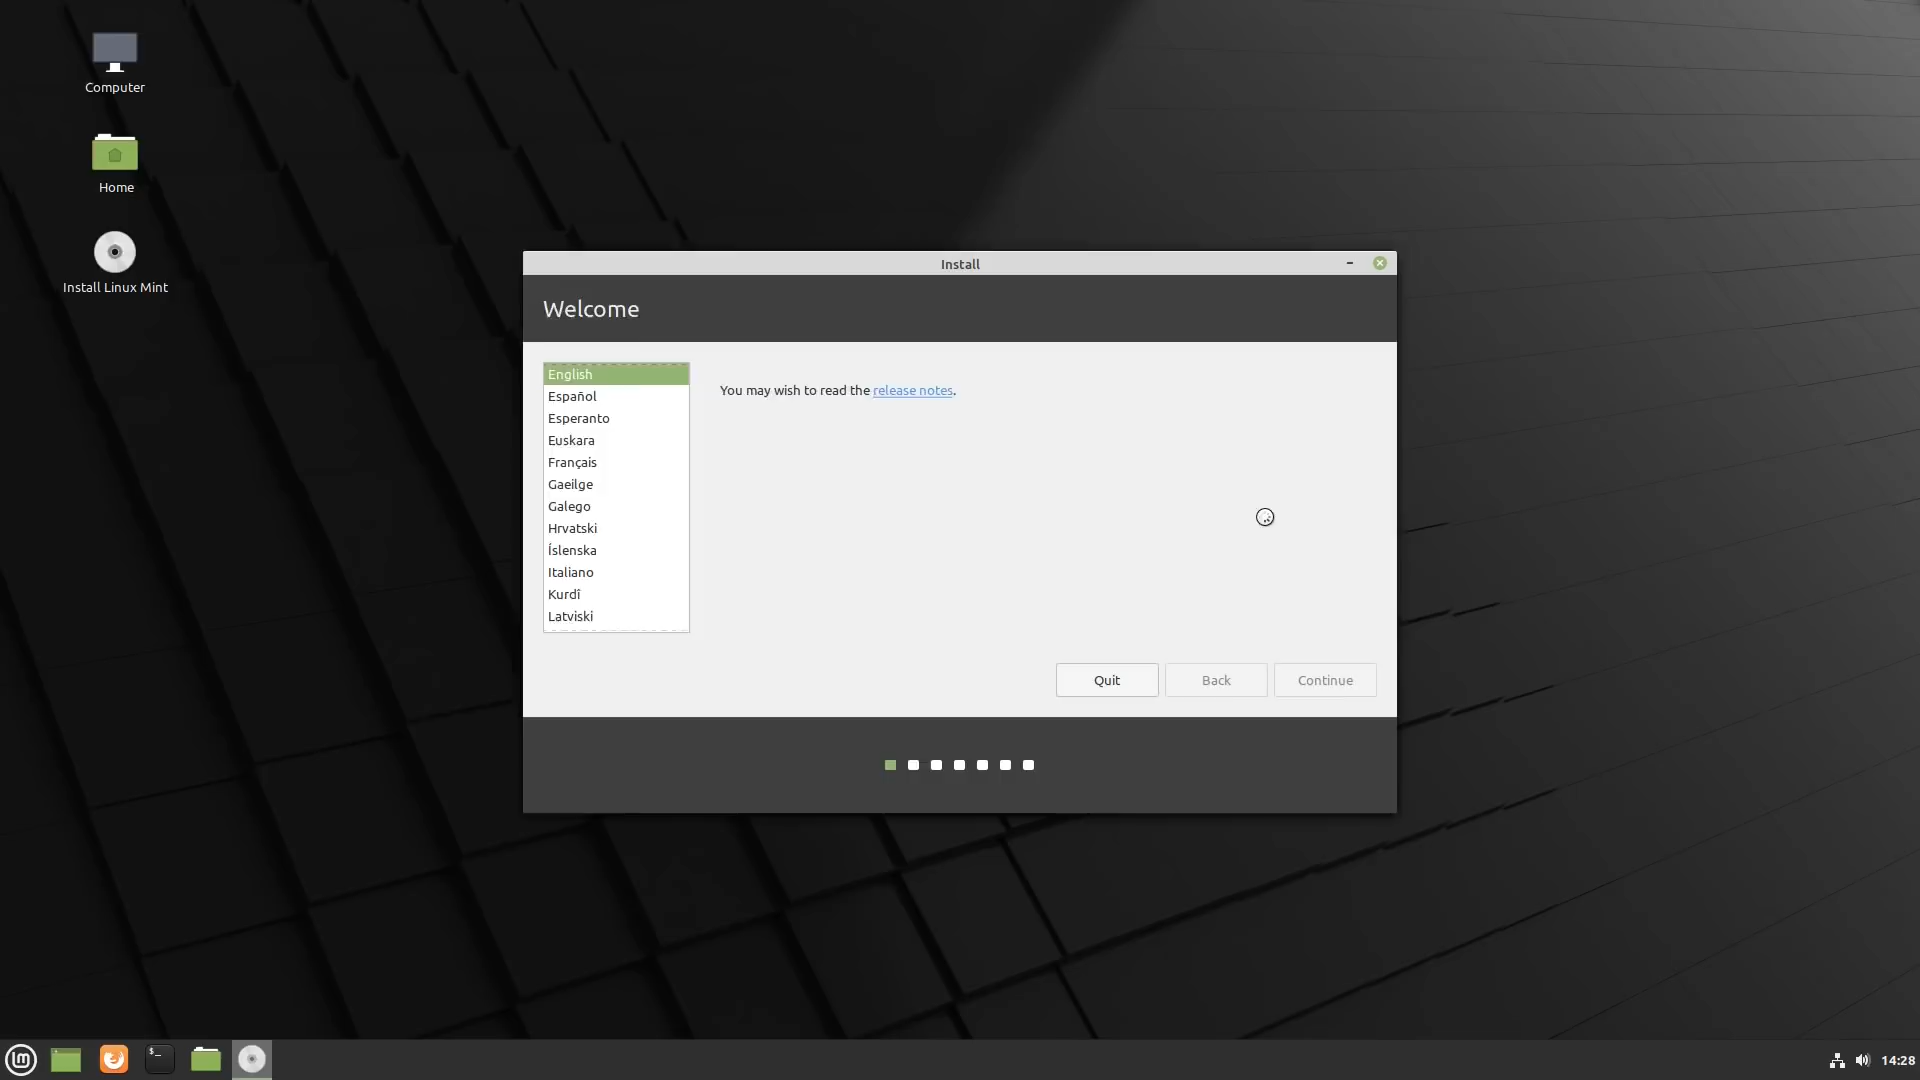 Computer
Home
Install Linux Mint
Install
Welcome
English
Español
Esperanto
Euskara
Français
Gaeilge
Galego
Hrvatski
Íslenska
Italiano
Kurdî
Latviski
You may wish to read the release notes.
Quit
Back
Continue
$_
lm
14:28